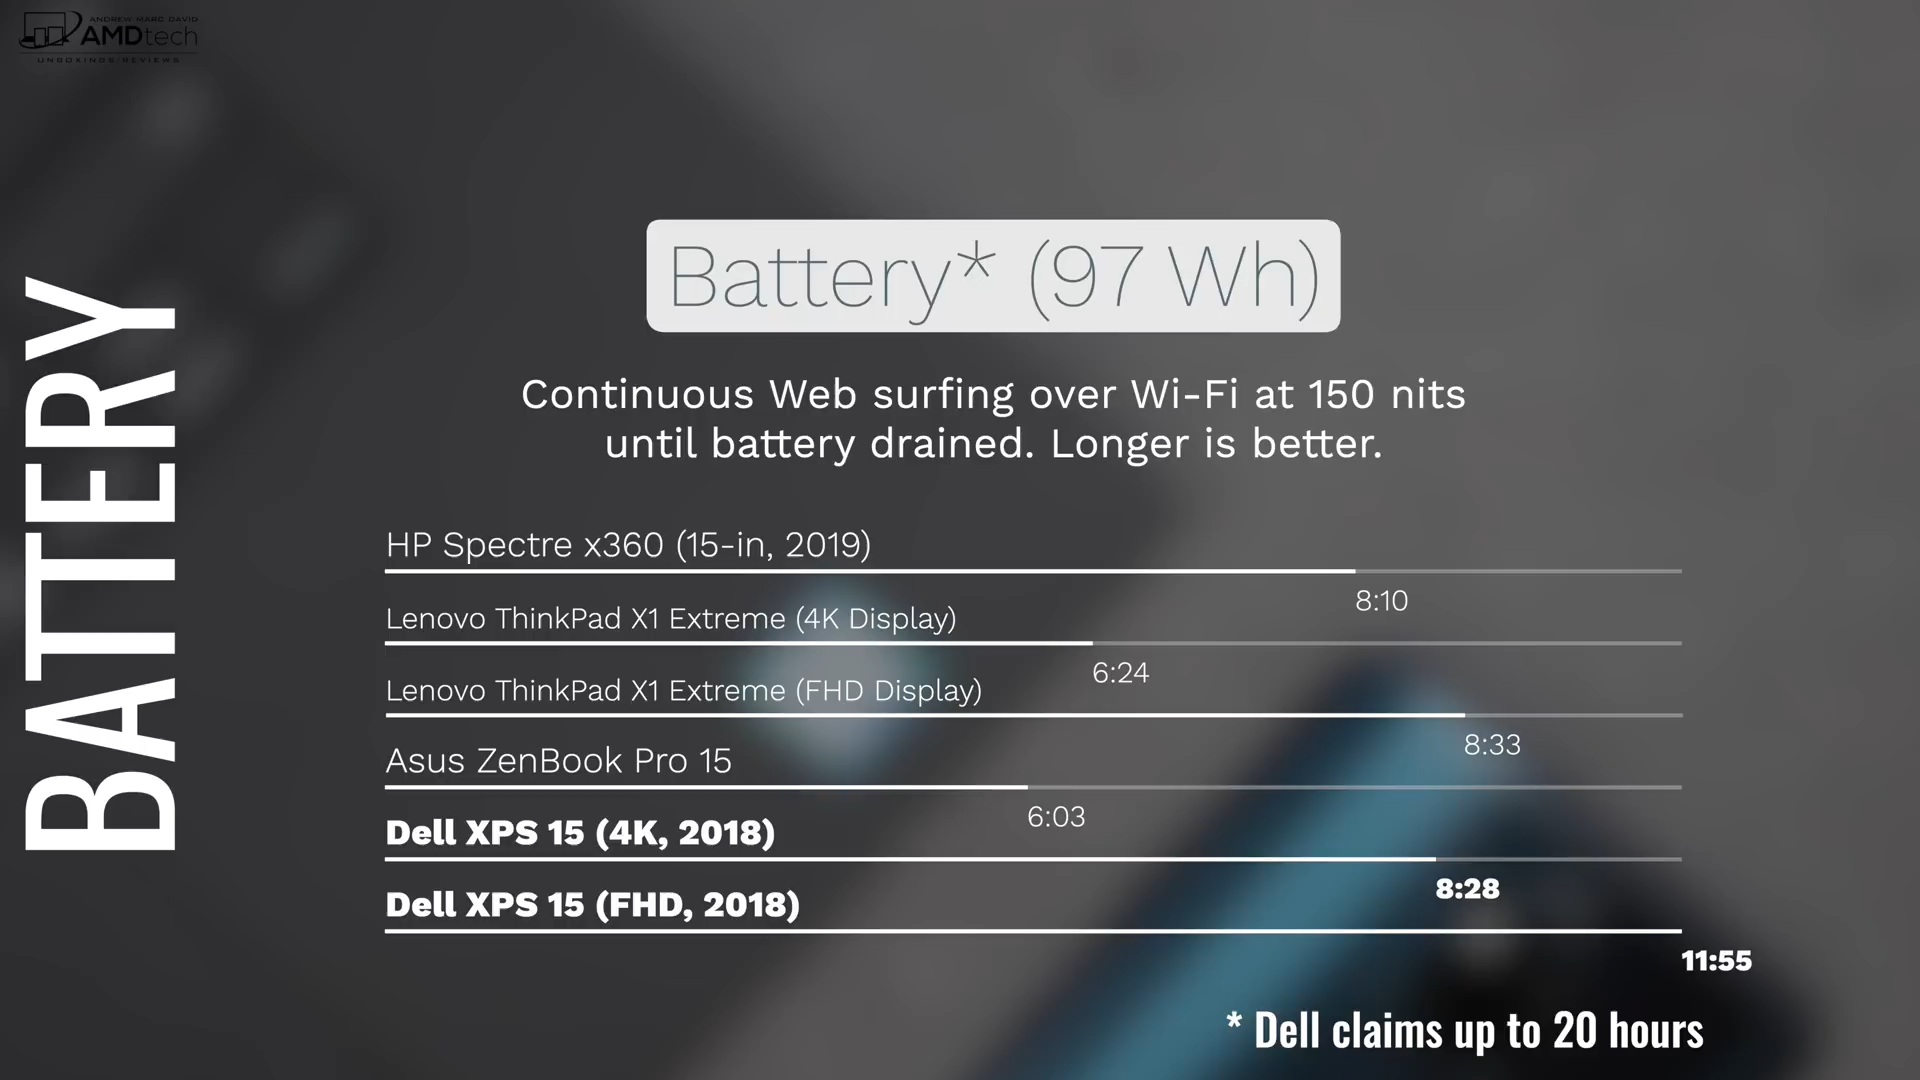 ANDREW MARC DAVID
AMDtech
UNBOXINGS|REVIEWS
BATTERY
Battery* (97 Wh)
Continuous Web surfing over Wi-Fi at 150 nits
until battery drained. Longer is better.
HP Spectre x360 (15-in, 2019)
8:10
Lenovo ThinkPad X1 Extreme (4K Display)
6:24
Lenovo ThinkPad X1 Extreme (FHD Display)
8:33
Asus ZenBook Pro 15
6:03
Dell XPS 15 (4K, 2018)
8:28
Dell XPS 15 (FHD, 2018)
11:55
* Dell claims up to 20 hours